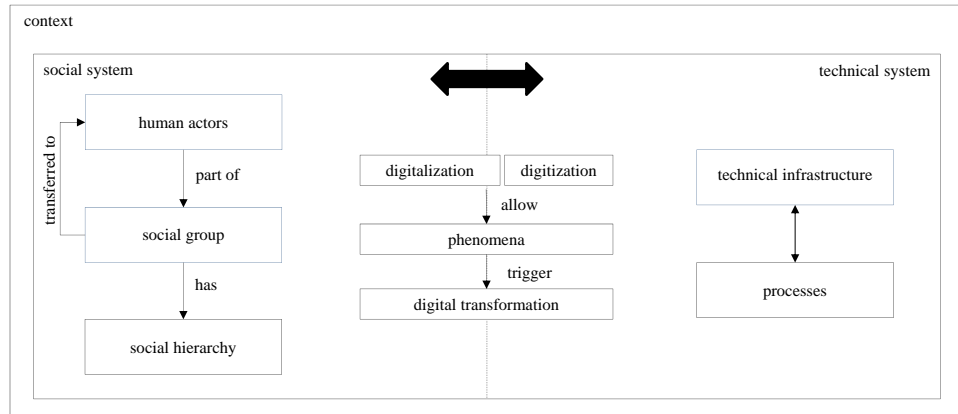 context
social system
technical system
human actors
transferred to
part of
digitalization
digitization
technical infrastructure
allow
social group
phenomena
has
trigger
processes
digital transformation
social hierarchy